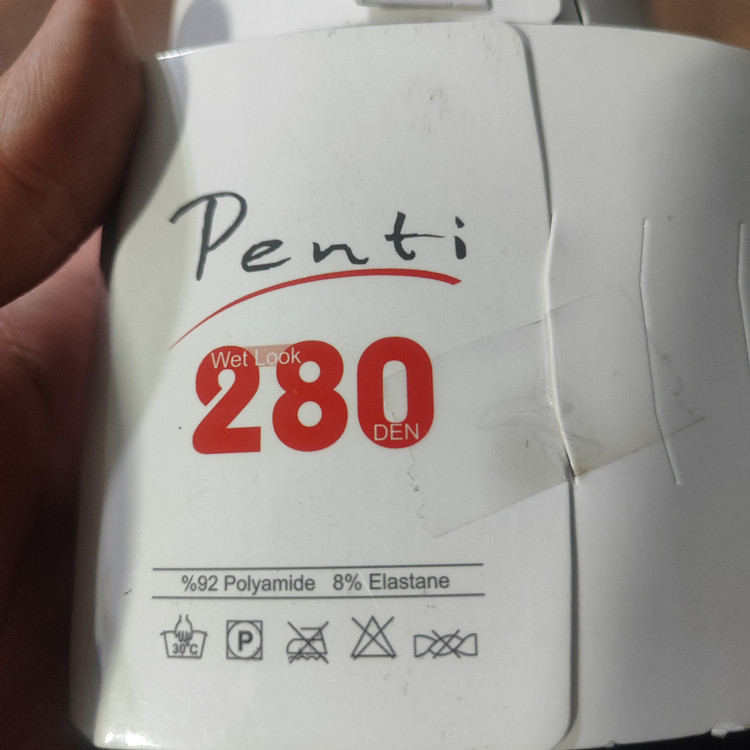 Penti
Wet Look
280
DEN
%92 Polyamide 8% Elastane
30°C P